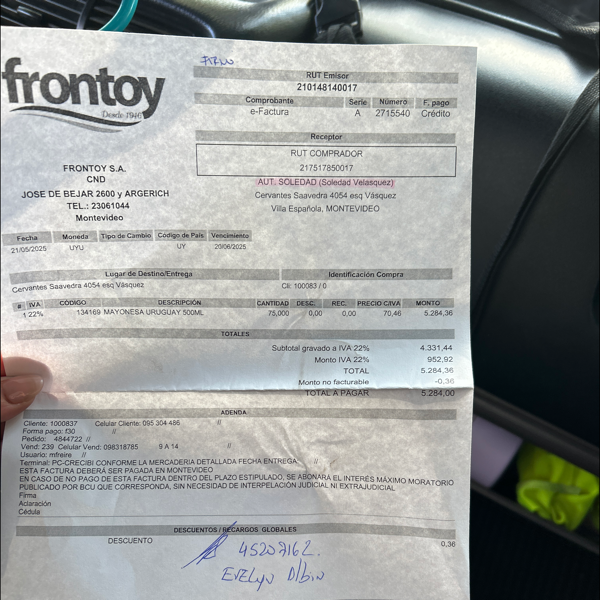 frontoy
Desde 1946
RUT Emisor
210148140017
Comprobante Serie Número F. pago
e-Factura A 2715540 Crédito
Receptor
RUT COMPRADOR
217517850017
FRONTOY S.A.
CND
JOSE DE BEJAR 2600 y ARGERICH
TEL.: 23061044
Montevideo
AUT. SOLEDAD (Soledad Velasquez)
Cervantes Saavedra 4054 esq Vásquez
Villa Española, MONTEVIDEO
Fecha Moneda Tipo de Cambio Código de País Vencimiento
21/05/2025 UYU UY 20/06/2025
Lugar de Destino/Entrega Identificación Compra
Cervantes Saavedra 4054 esq Vásquez Cli: 100083 / 0
# IVA CÓDIGO DESCRIPCIÓN CANTIDAD DESC. REC. PRECIO C/IVA MONTO
1 22% 134169 MAYONESA URUGUAY 500ML 75,000 0,00 0,00 70,46 5.284,36
TOTALES
Subtotal gravado a IVA 22% 4.331,44
Monto IVA 22% 952,92
TOTAL 5.284,36
Monto no facturable -0,36
TOTAL A PAGAR 5.284,00
ADENDA
Cliente: 1000837 Celular Cliente: 095 304 486 //
Forma pago: f30 //
Pedido: 4844722 //
Vend: 239 Celular Vend: 098318785 9 A 14 //
Usuario: mfreire //
Terminal: PC-CRECIBI CONFORME LA MERCADERIA DETALLADA FECHA ENTREGA: //
ESTA FACTURA DEBERÁ SER PAGADA EN MONTEVIDEO
EN CASO DE NO PAGO DE ESTA FACTURA DENTRO DEL PLAZO ESTIPULADO, SE ABONARÁ EL INTERÉS MÁXIMO MORATORIO
PUBLICADO POR BCU QUE CORRESPONDA, SIN NECESIDAD DE INTERPELACIÓN JUDICIAL NI EXTRAJUDICIAL
Firma
Aclaración
Cédula
DESCUENTOS / RECARGOS GLOBALES
DESCUENTO 0,36
45207162.
Evelyn